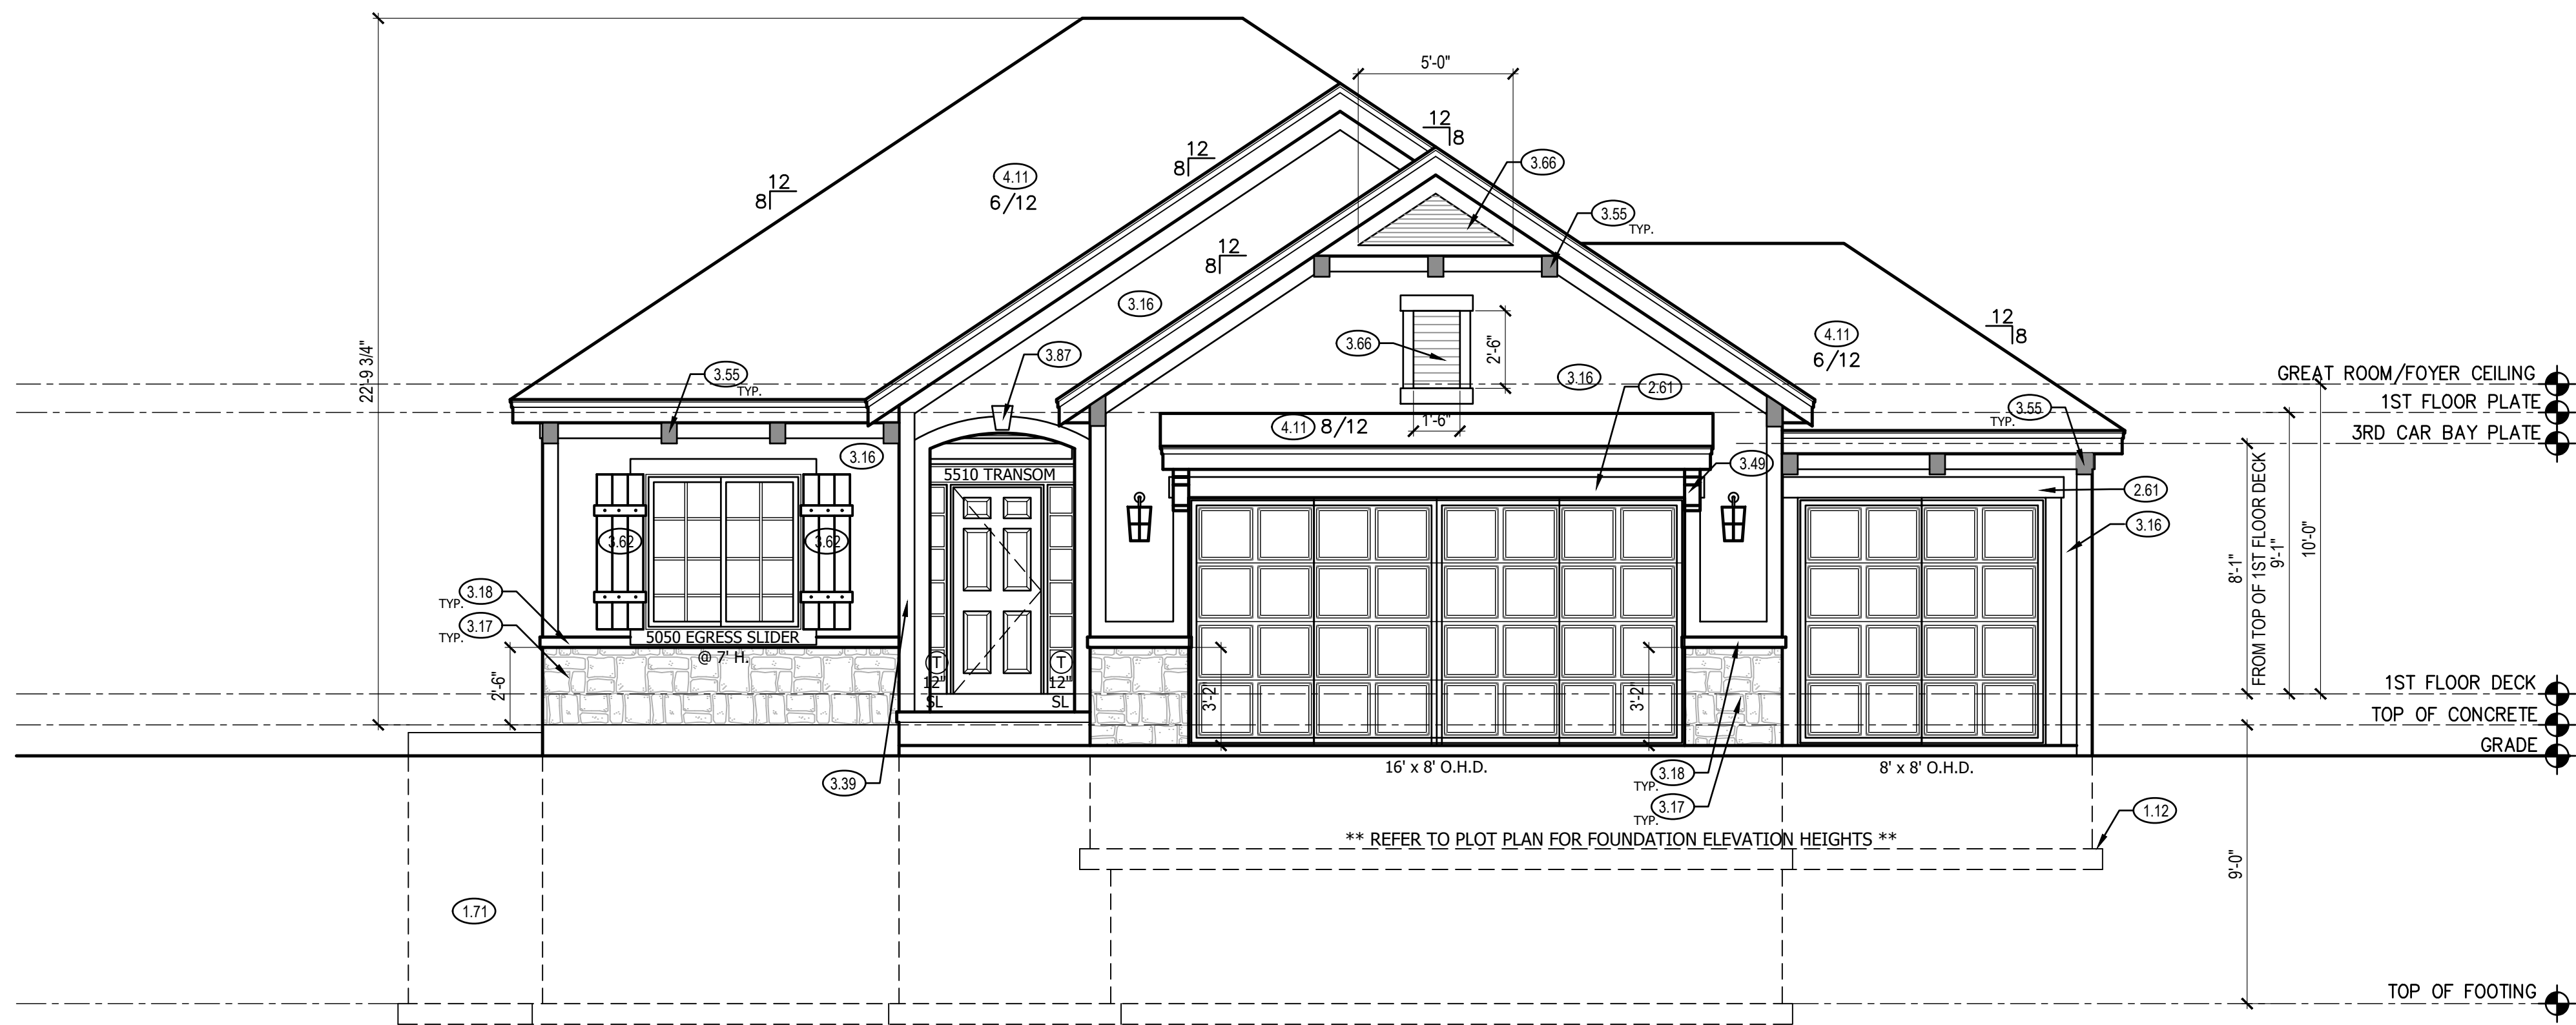 5'-0"
12
8
3.66
12
8
12
8
4.11
6/12
3.55
TYP.
12
8
3.16
12
8
4.11
6/12
22'-9 3/4"
3.87
3.66
2'-6"
3.55
TYP.
3.16
2.61
GREAT ROOM/FOYER CEILING
1ST FLOOR PLATE
3RD CAR BAY PLATE
3.55
TYP.
4.11 8/12
1'-6"
3.16
3.49
5510 TRANSOM
2.61
3.16
3.62
3.62
8'-1"
FROM TOP OF 1ST FLOOR DECK
9'-1"
10'-0"
3.18
TYP.
3.17
TYP.
5050 EGRESS SLIDER
@ 7' H.
2'-6"
T
12"
SL
T
12"
SL
3'-2"
3'-2"
1ST FLOOR DECK
TOP OF CONCRETE
GRADE
3.39
16' x 8' O.H.D.
3.18
TYP.
8' x 8' O.H.D.
3.17
TYP.
1.12
** REFER TO PLOT PLAN FOR FOUNDATION ELEVATION HEIGHTS **
9'-0"
1.71
TOP OF FOOTING